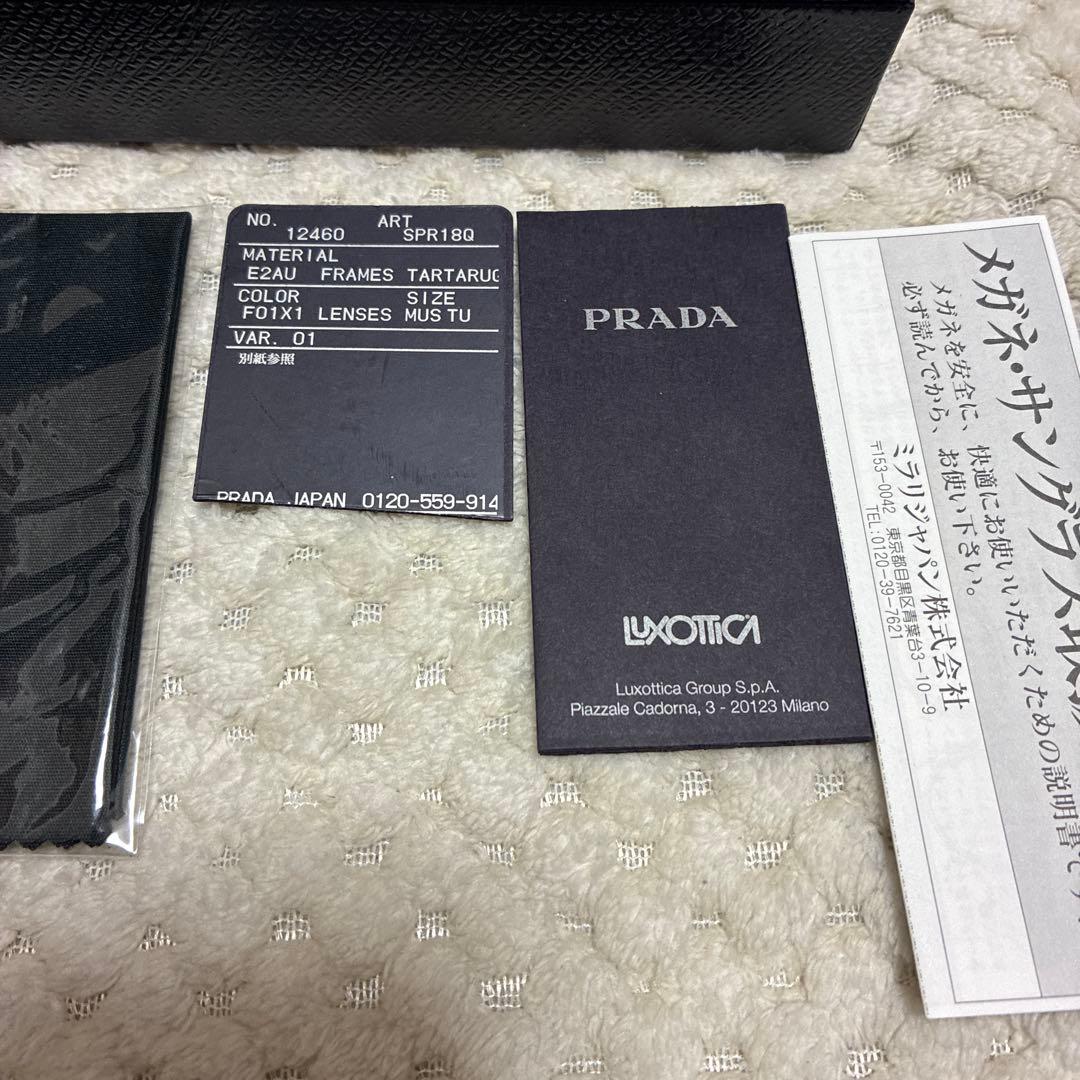 NO. ART
12460 SPR18Q
MATERIAL
E2AU FRAMES TARTARUG
COLOR SIZE
F01X1 LENSES MUS TU
VAR. 01
別紙参照
PRADA JAPAN 0120-559-914
PRADA
LUXOTTICA
Luxottica Group S.p.A.
Piazzale Cadorna, 3 - 20123 Milano
メガネ・サングラス取扱
メガネを安全に、快適にお使いいただくための説明書です
必ず読んでから、お使い下さい。
ミラリジャパン株式会社
〒153-0042 東京都目黒区青葉台3-10-9
TEL:0120-39-7621